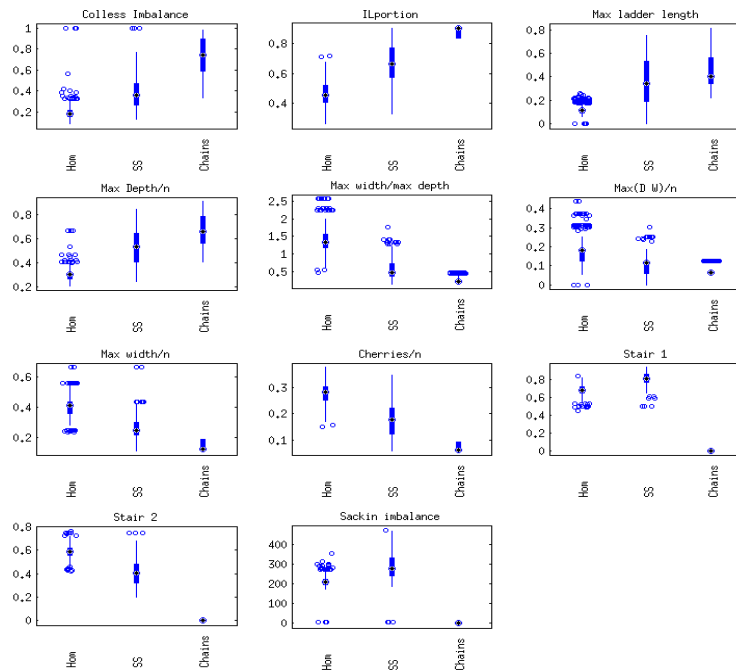 Colless Imbalance
1
0.8
0.6
0.4
0.2
Hom
SS
Chains
ILportion
0.8
0.6
0.4
Hom
SS
Chains
Max ladder length
0.8
0.6
0.4
0.2
0
Hom
SS
Chains
Max Depth/n
0.8
0.6
0.4
0.2
Hom
SS
Chains
Max width/max depth
2.5
2
1.5
1
0.5
Hom
SS
Chains
Max(D W)/n
0.4
0.3
0.2
0.1
0
Hom
SS
Chains
Max width/n
0.6
0.4
0.2
Hom
SS
Chains
Cherries/n
0.3
0.2
0.1
Hom
SS
Chains
Stair 1
0.8
0.6
0.4
0.2
0
Hom
SS
Chains
Stair 2
0.8
0.6
0.4
0.2
0
Hom
SS
Chains
Sackin imbalance
400
300
200
100
0
Hom
SS
Chains